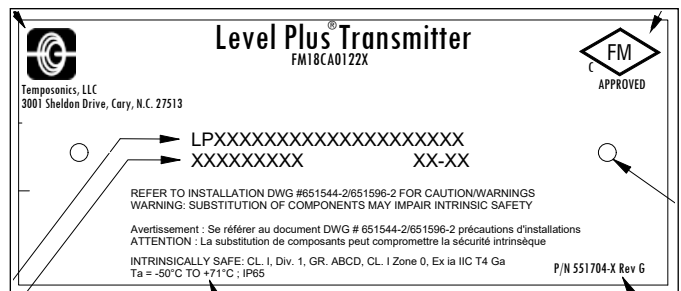 Level Plus® Transmitter
FM18CA0122X
FM
C
APPROVED
Temposonics, LLC
3001 Sheldon Drive, Cary, N.C. 27513
LPXXXXXXXXXXXXXXXXXXXX
XXXXXXXXX XX-XX
REFER TO INSTALLATION DWG #651544-2/651596-2 FOR CAUTION/WARNINGS
WARNING: SUBSTITUTION OF COMPONENTS MAY IMPAIR INTRINSIC SAFETY
Avertissement : Se référer au document DWG # 651544-2/651596-2 précautions d'installations
ATTENTION : La substitution de composants peut compromettre la sécurité intrinsèque
INTRINSICALLY SAFE: CL. I, Div. 1, GR. ABCD, CL. I Zone 0, Ex ia IIC T4 Ga
Ta = -50°C TO +71°C ; IP65
P/N 551704-X Rev G